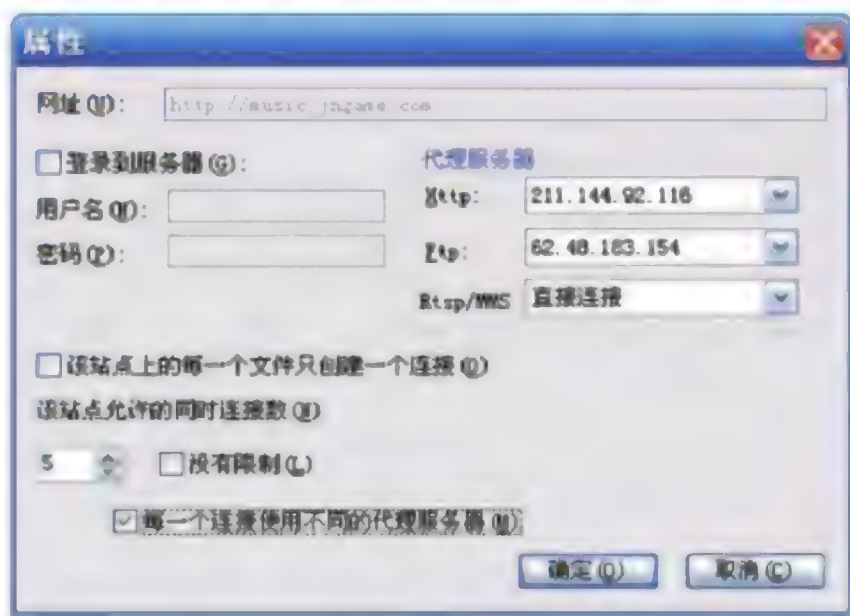 属性
网址(U): http://music.jhgame.com
登录到服务器(G):
代理服务器
用户名(U):
Http: 211.144.92.116
密码(P):
Ftp: 62.48.183.154
Rtsp/MMS 直接连接
该站点上的每一个文件只创建一个连接(O)
该站点允许的同时连接数(X)
5 没有限制(L)
每一个连接使用不同的代理服务器(M)
确定(O) 取消(C)